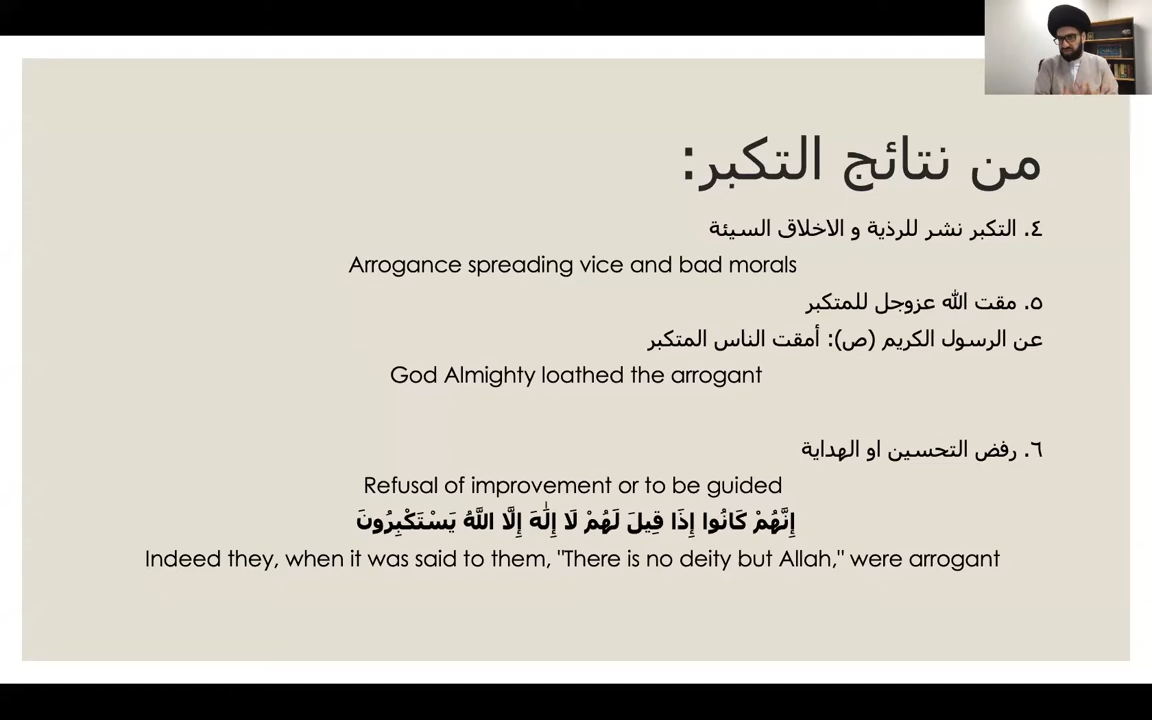 من نتائج التكبر:
٤. التكبر نشر للرذية و الاخلاق السيئة
Arrogance spreading vice and bad morals
٥. مقت الله عزوجل للمتكبر
عن الرسول الكريم (ص): أمقت الناس المتكبر
God Almighty loathed the arrogant
٦. رفض التحسين او الهداية
Refusal of improvement or to be guided
إِنَّهُمْ كَانُوا إِذَا قِيلَ لَهُمْ لَا إِلَٰهَ إِلَّا اللَّهُ يَسْتَكْبِرُونَ
Indeed they, when it was said to them, "There is no deity but Allah," were arrogant